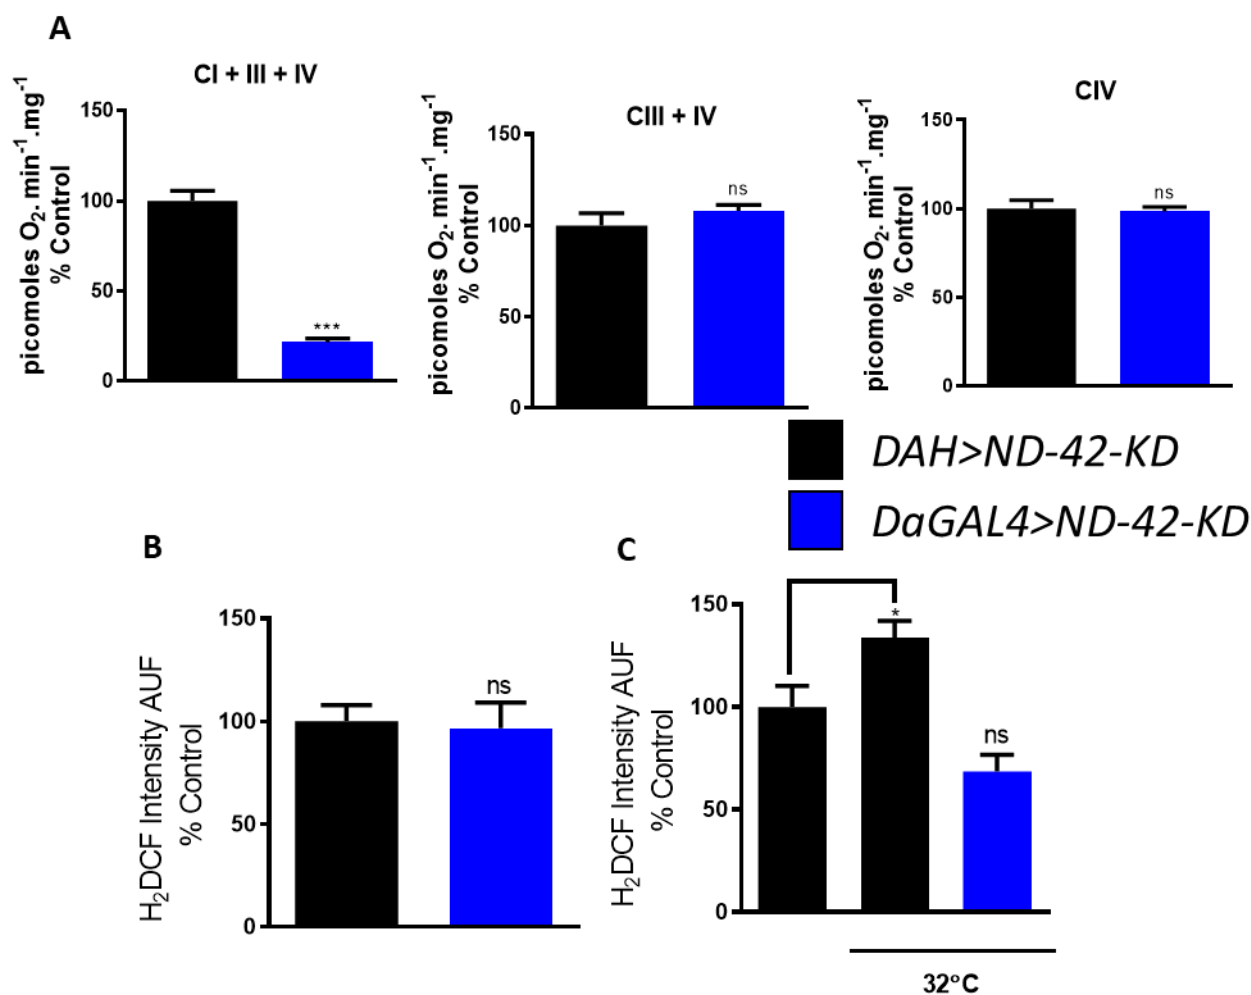 A
CI + III + IV
picomoles O₂. min⁻¹.mg⁻¹
% Control
150
100
50
0
***
CIII + IV
picomoles O₂. min⁻¹.mg⁻¹
% Control
150
100
50
0
ns
CIV
picomoles O₂. min⁻¹.mg⁻¹
% Control
150
100
50
0
ns
DAH>ND-42-KD
DaGAL4>ND-42-KD
B
H₂DCF Intensity AUF
% Control
150
100
50
0
ns
C
H₂DCF Intensity AUF
% Control
150
100
50
0
*
ns
32°C